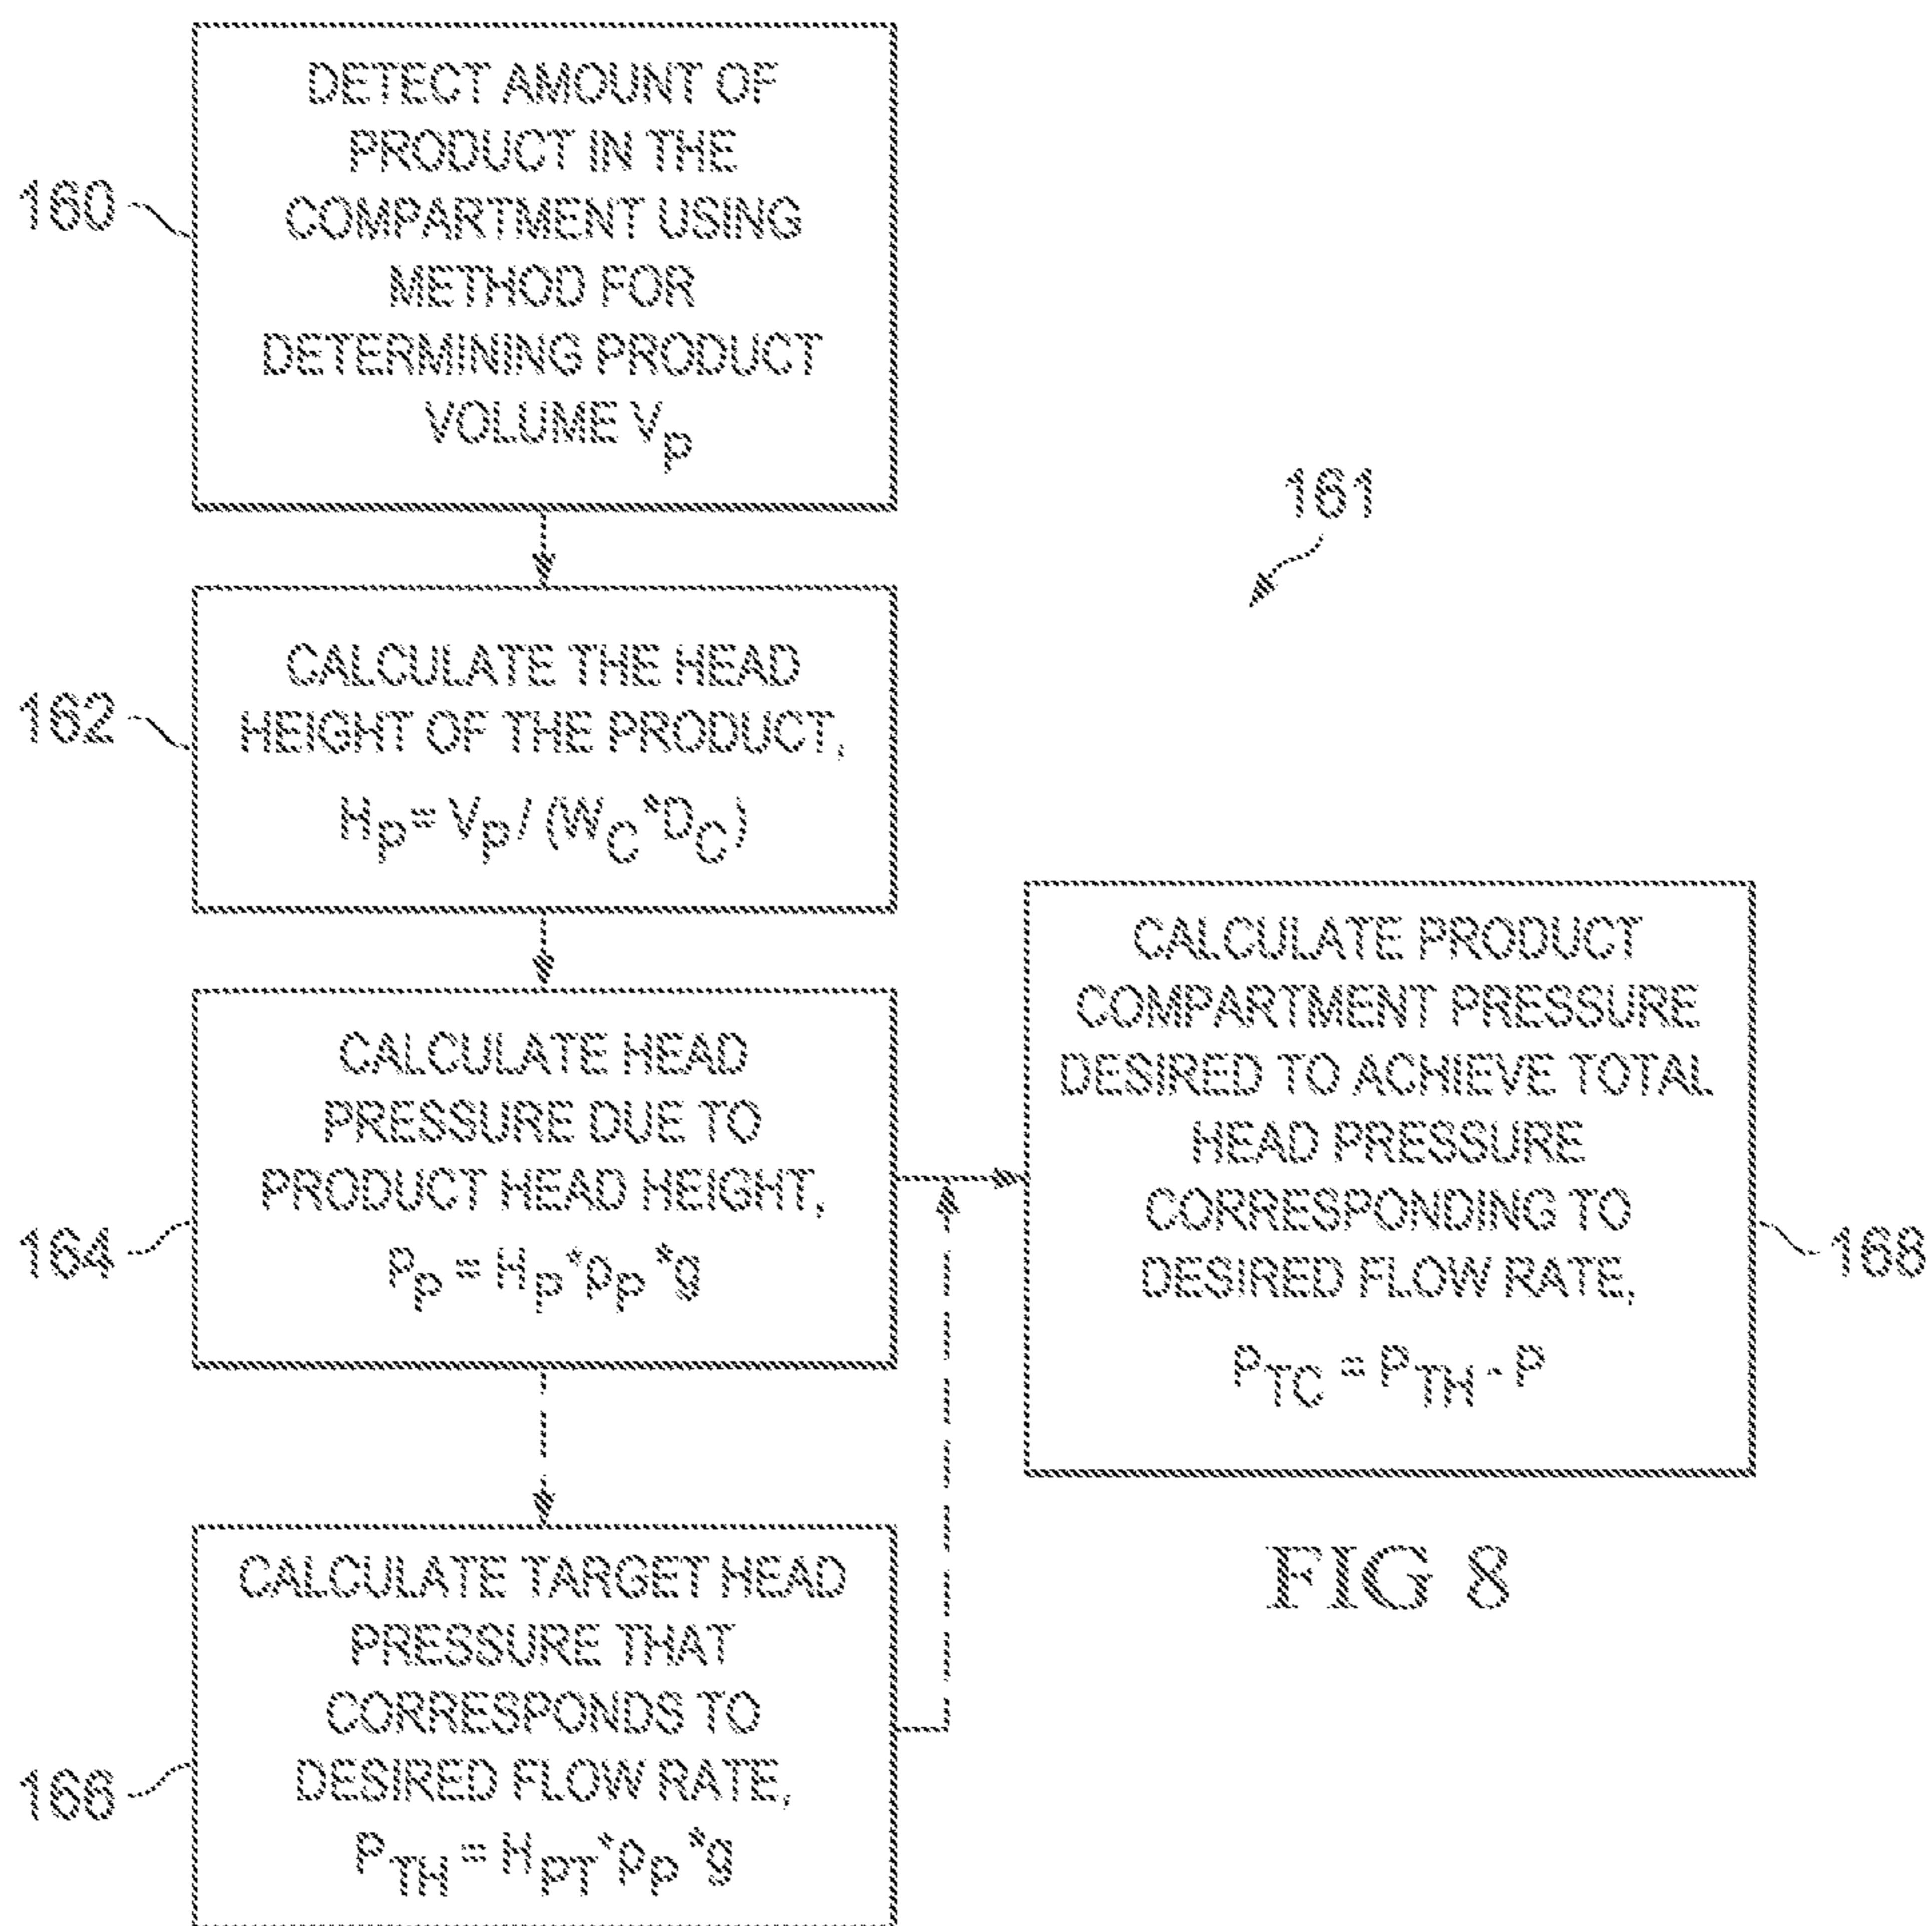 160
DETECT AMOUNT OF
PRODUCT IN THE
COMPARTMENT USING
METHOD FOR
DETERMINING PRODUCT
VOLUME Vp
161
162
CALCULATE THE HEAD
HEIGHT OF THE PRODUCT,
HP = VP / (WC*DC)
164
CALCULATE HEAD
PRESSURE DUE TO
PRODUCT HEAD HEIGHT,
Pp = HP*pP*g
166
CALCULATE TARGET HEAD
PRESSURE THAT
CORRESPONDS TO
DESIRED FLOW RATE,
PTH = HPT*pP*g
168
CALCULATE PRODUCT
COMPARTMENT PRESSURE
DESIRED TO ACHIEVE TOTAL
HEAD PRESSURE
CORRESPONDING TO
DESIRED FLOW RATE,
PTC = PTH - P
FIG 8